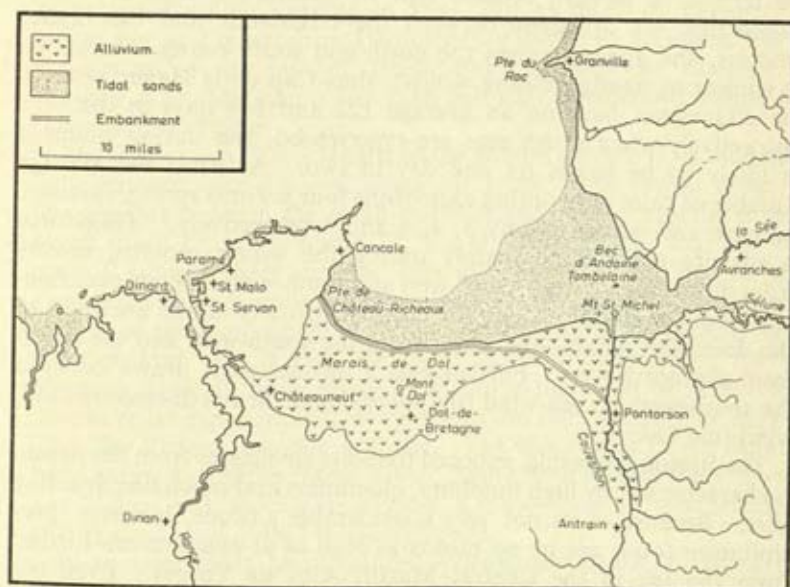 Alluvium
Tidal sands
Embankment
10 miles
Pte du
Roc
Granville
Cancale
la Sée
Bec
d'Andaine
Tombelaine
Avranches
Paramé
St Malo
Dinard
St Servan
Pte de
Château-Richeaux
Mt St Michel
Sélune
Marais de Dol
Mont
Dol
Châteauneuf
Dol-de-
Bretagne
Pontorson
Couesnon
Dinan
Antrain
Rance